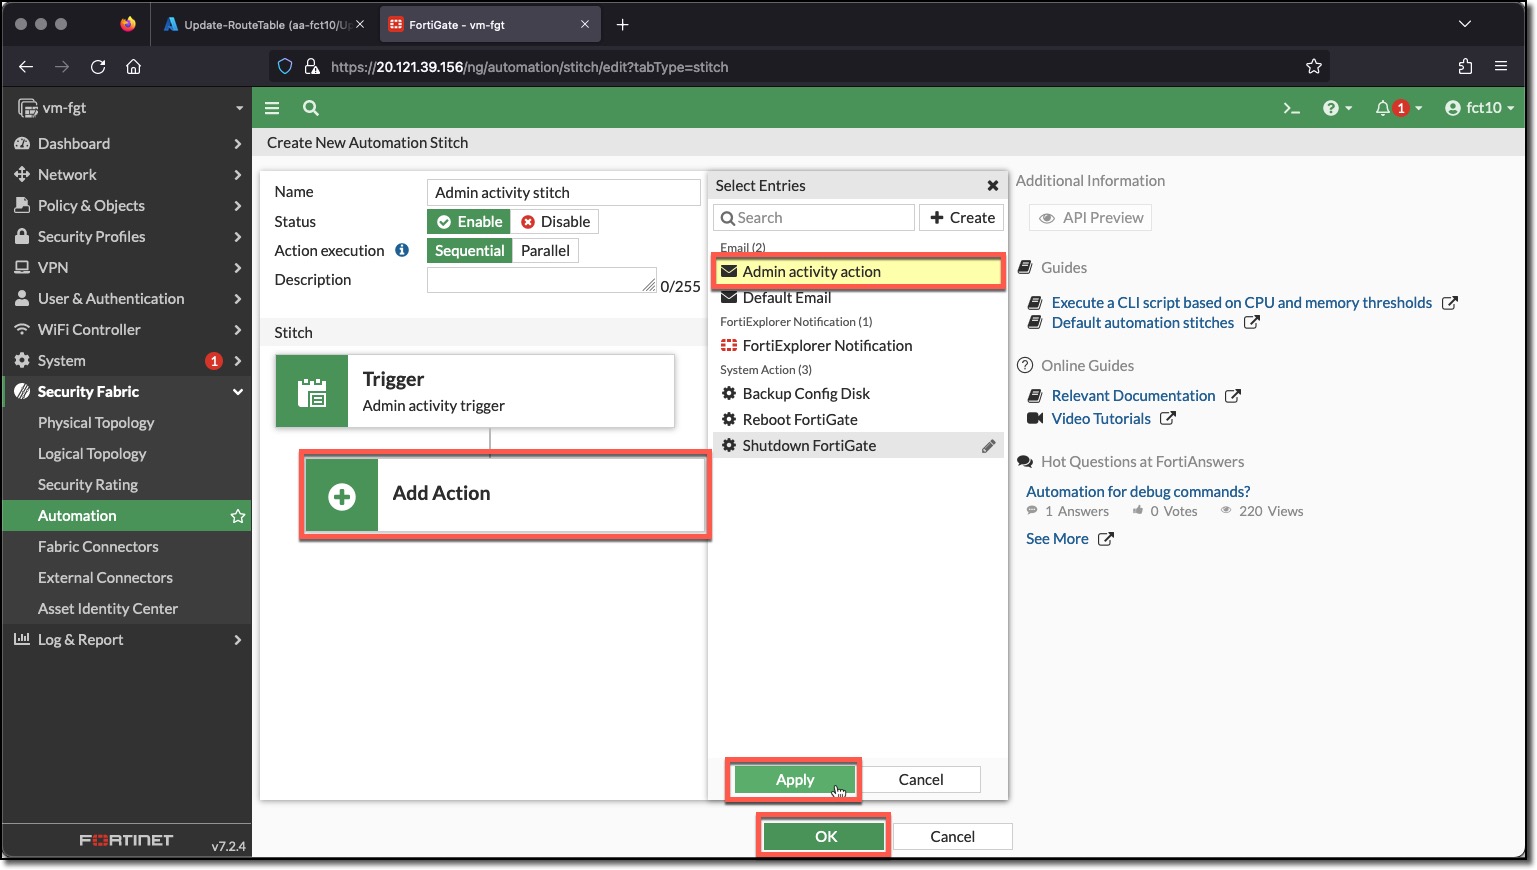 Update-RouteTable (aa-fct10/U
FortiGate - vm-fgt
https://20.121.39.156/ng/automation/stitch/edit?tabType=stitch
vm-fgt
1
fct10
Dashboard
Network
Policy & Objects
Security Profiles
VPN
User & Authentication
WiFi Controller
System
1
Security Fabric
Physical Topology
Logical Topology
Security Rating
Automation
Fabric Connectors
External Connectors
Asset Identity Center
Log & Report
FORTINET
v7.2.4
Create New Automation Stitch
Name
Admin activity stitch
Status
Enable
Disable
Action execution
Sequential
Parallel
Description
0/255
Stitch
Trigger
Admin activity trigger
Add Action
Select Entries
Search
Create
Email (2)
Admin activity action
Default Email
FortiExplorer Notification (1)
FortiExplorer Notification
System Action (3)
Backup Config Disk
Reboot FortiGate
Shutdown FortiGate
Apply
Cancel
OK
Cancel
Additional Information
API Preview
Guides
Execute a CLI script based on CPU and memory thresholds
Default automation stitches
Online Guides
Relevant Documentation
Video Tutorials
Hot Questions at FortiAnswers
Automation for debug commands?
1 Answers 0 Votes 220 Views
See More